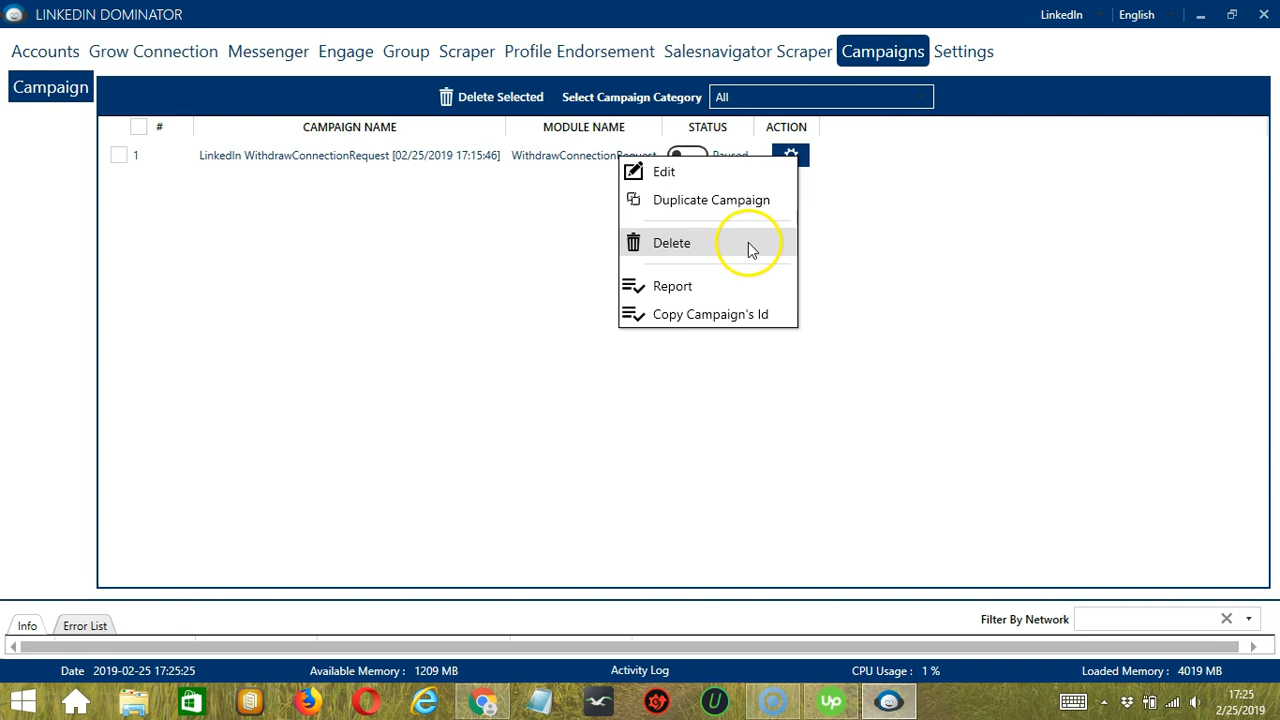 LINKEDIN DOMINATOR LinkedIn English
Accounts Grow Connection Messenger Engage Group Scraper Profile Endorsement Salesnavigator Scraper Campaigns Settings
Campaign
Delete Selected Select Campaign Category All
# CAMPAIGN NAME MODULE NAME STATUS ACTION
1 LinkedIn WithdrawConnectionRequest [02/25/2019 17:15:46] WithdrawConnectionRequest Paused
Edit
Duplicate Campaign
Delete
Report
Copy Campaign's Id
Info Error List Filter By Network
Date 2019-02-25 17:25:25 Available Memory : 1209 MB Activity Log CPU Usage : 1 % Loaded Memory : 4019 MB
up
17:25
2/25/2019